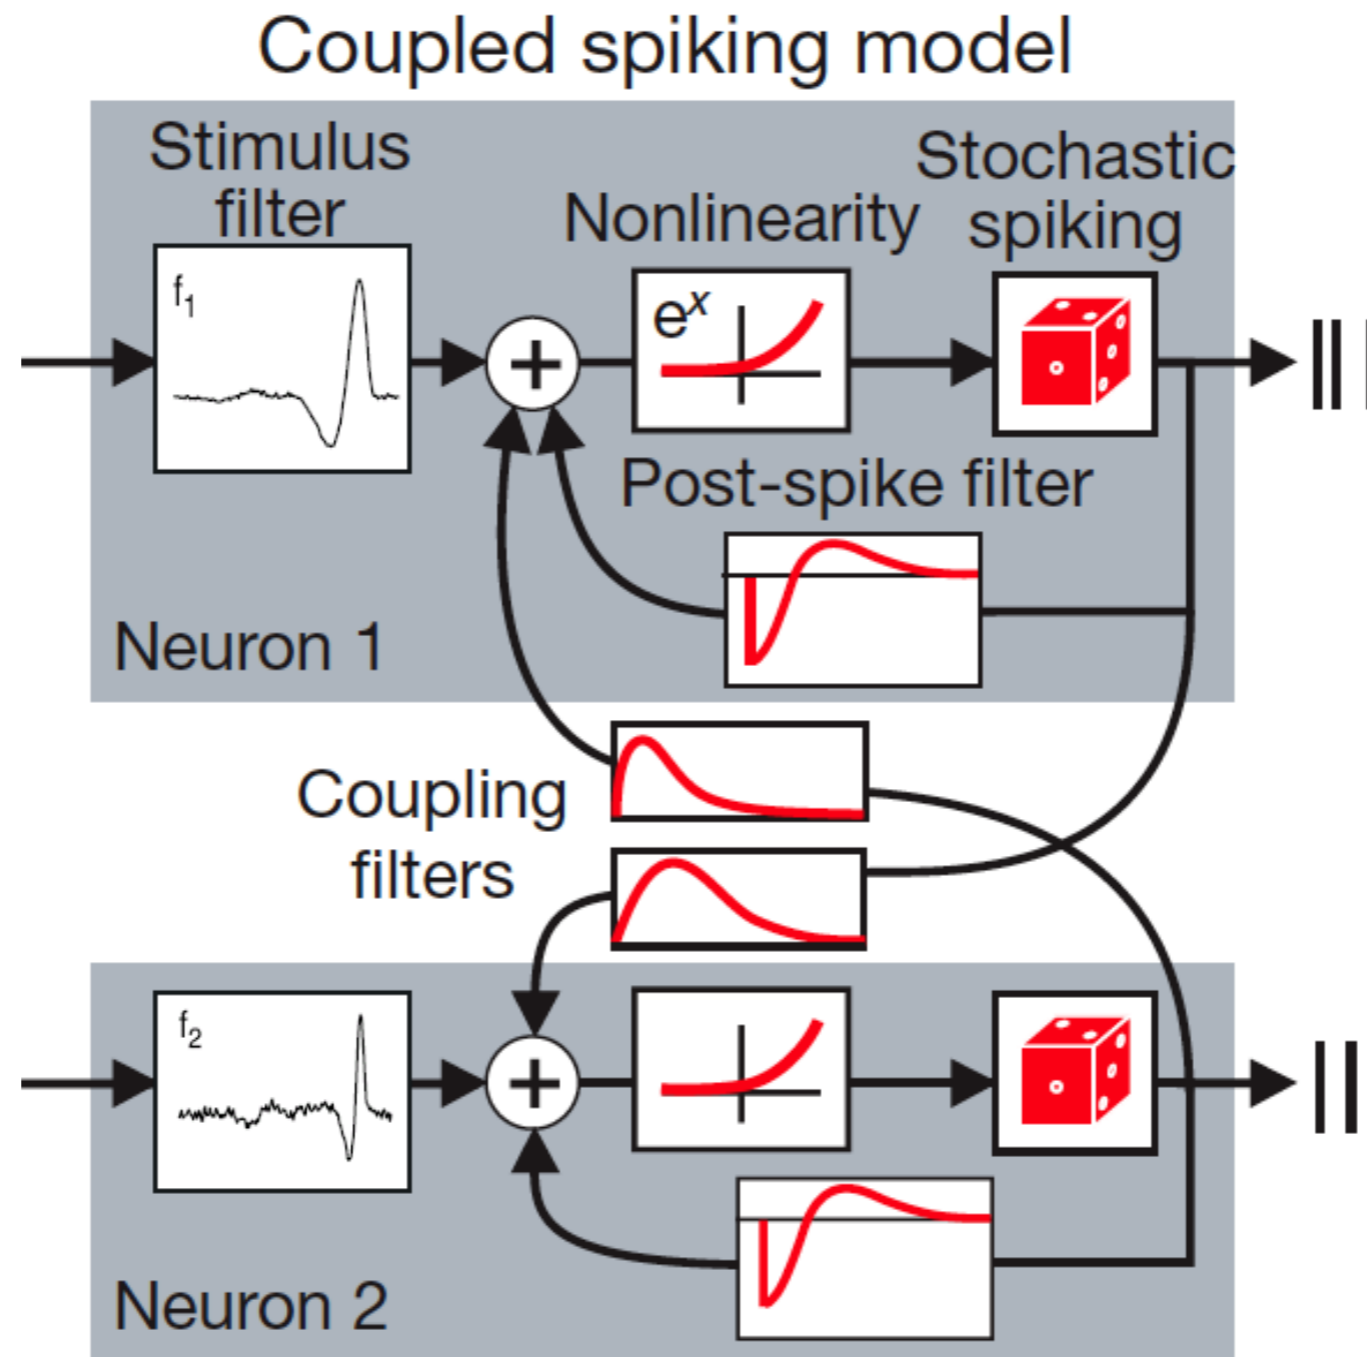 Coupled spiking model
Stimulus
filter
Nonlinearity
Stochastic
spiking
f₁
+
eˣ
Post-spike filter
Neuron 1
Coupling
filters
f₂
+
Neuron 2